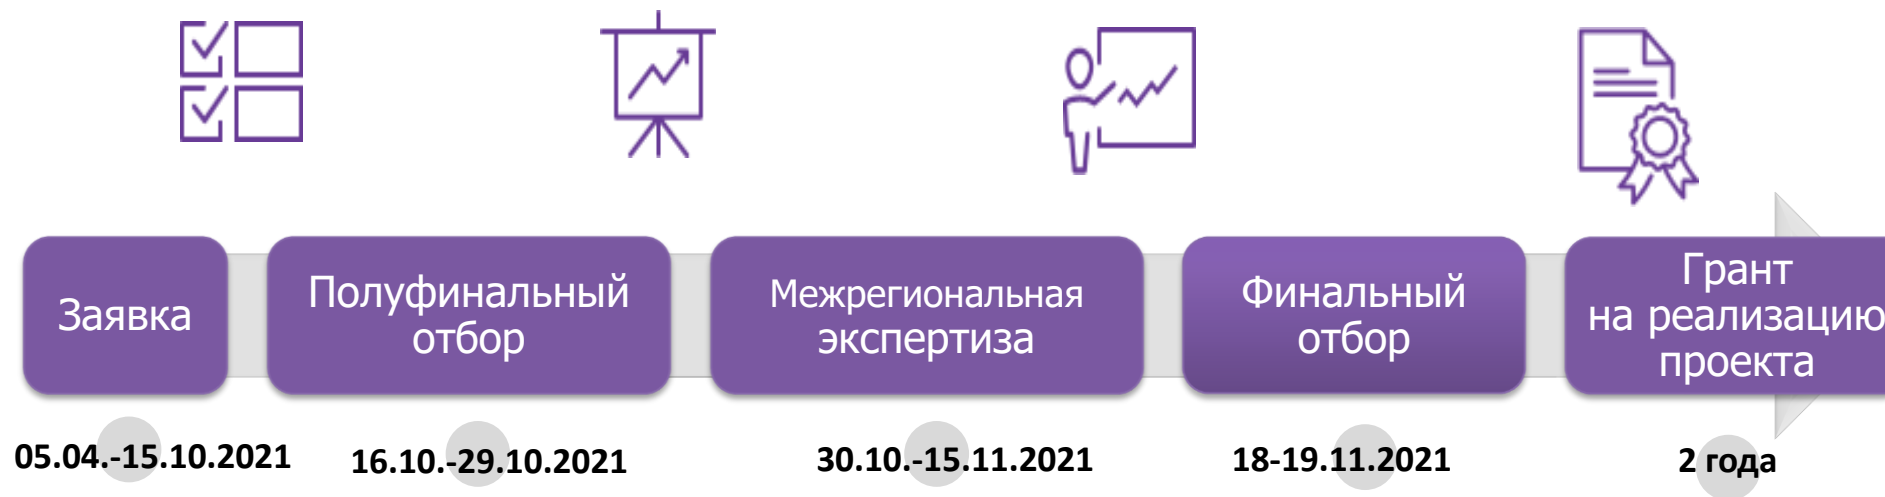 Заявка
Полуфинальный
отбор
Межрегиональная
экспертиза
Финальный
отбор
Грант
на реализацию
проекта
05.04.-15.10.2021
16.10.-29.10.2021
30.10.-15.11.2021
18-19.11.2021
2 года